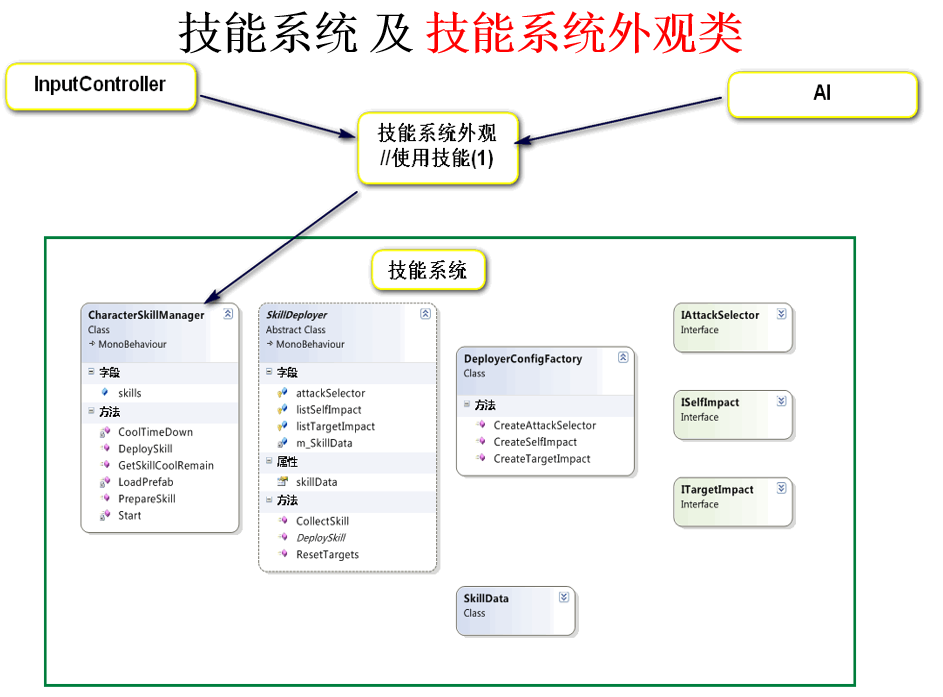 技能系统 及 技能系统外观类
InputController
AI
技能系统外观
//使用技能(1)
技能系统
CharacterSkillManager
Class
MonoBehaviour
字段
skills
方法
CoolTimeDown
DeploySkill
GetSkillCoolRemain
LoadPrefab
PrepareSkill
Start
SkillDeployer
Abstract Class
MonoBehaviour
字段
attackSelector
listSelfImpact
listTargetImpact
m_SkillData
属性
skillData
方法
CollectSkill
DeploySkill
ResetTargets
DeployerConfigFactory
Class
方法
CreateAttackSelector
CreateSelfImpact
CreateTargetImpact
SkillData
Class
IAttackSelector
Interface
ISelfImpact
Interface
ITargetImpact
Interface